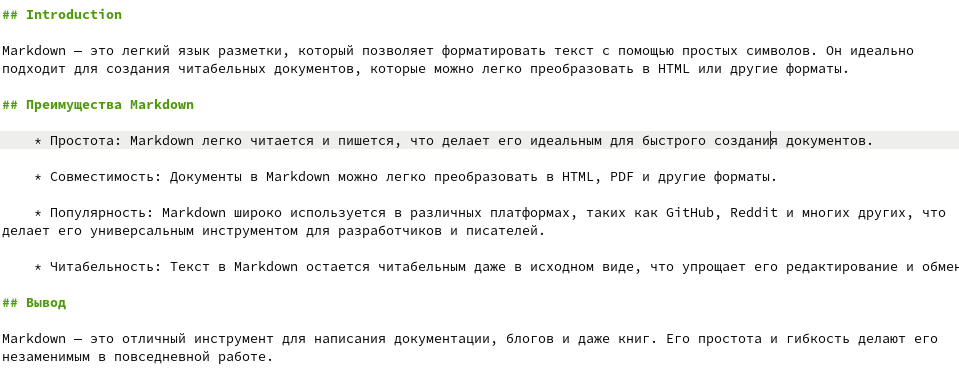 ## Introduction
Markdown — это легкий язык разметки, который позволяет форматировать текст с помощью простых символов. Он идеально
подходит для создания читабельных документов, которые можно легко преобразовать в HTML или другие форматы.
## Преимущества Markdown
* Простота: Markdown легко читается и пишется, что делает его идеальным для быстрого создания документов.
* Совместимость: Документы в Markdown можно легко преобразовать в HTML, PDF и другие форматы.
* Популярность: Markdown широко используется в различных платформах, таких как GitHub, Reddit и многих других, что
делает его универсальным инструментом для разработчиков и писателей.
* Читабельность: Текст в Markdown остается читабельным даже в исходном виде, что упрощает его редактирование и обмен
## Вывод
Markdown — это отличный инструмент для написания документации, блогов и даже книг. Его простота и гибкость делают его
незаменимым в повседневной работе.